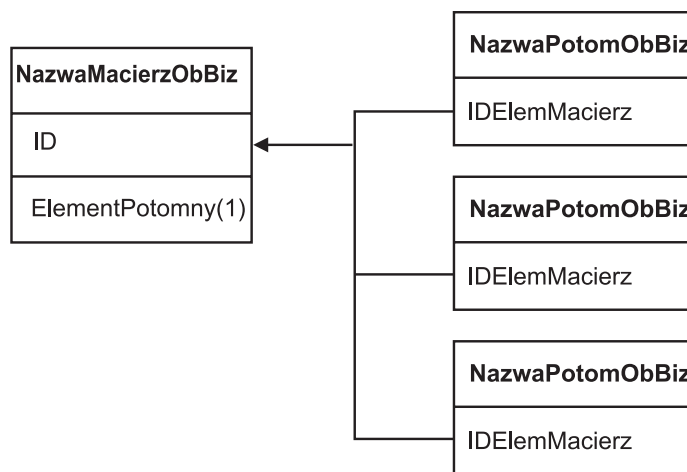 NazwaMacierzObBiz
ID
ElementPotomny(1)
NazwaPotomObBiz
IDElemMacierz
NazwaPotomObBiz
IDElemMacierz
NazwaPotomObBiz
IDElemMacierz